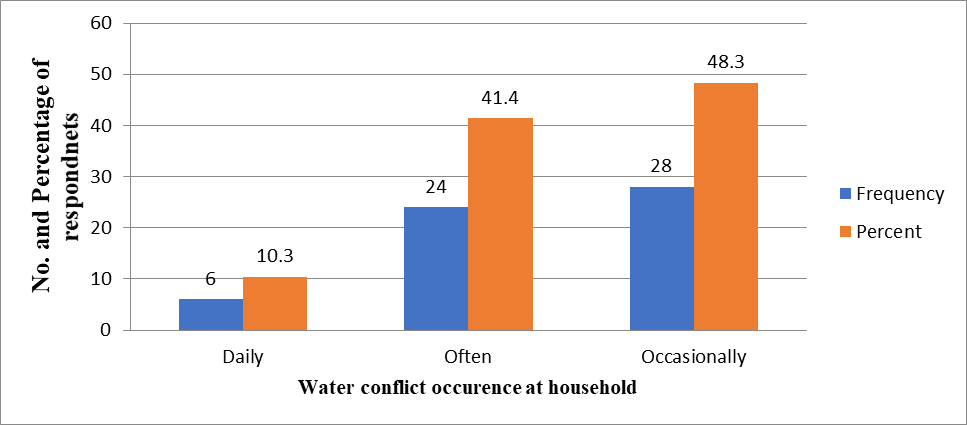 No. and Percentage of
respondnets
60
50
40
30
20
10
0
6
10.3
24
41.4
28
48.3
Daily
Often
Occasionally
Water conflict occurence at household
Frequency
Percent